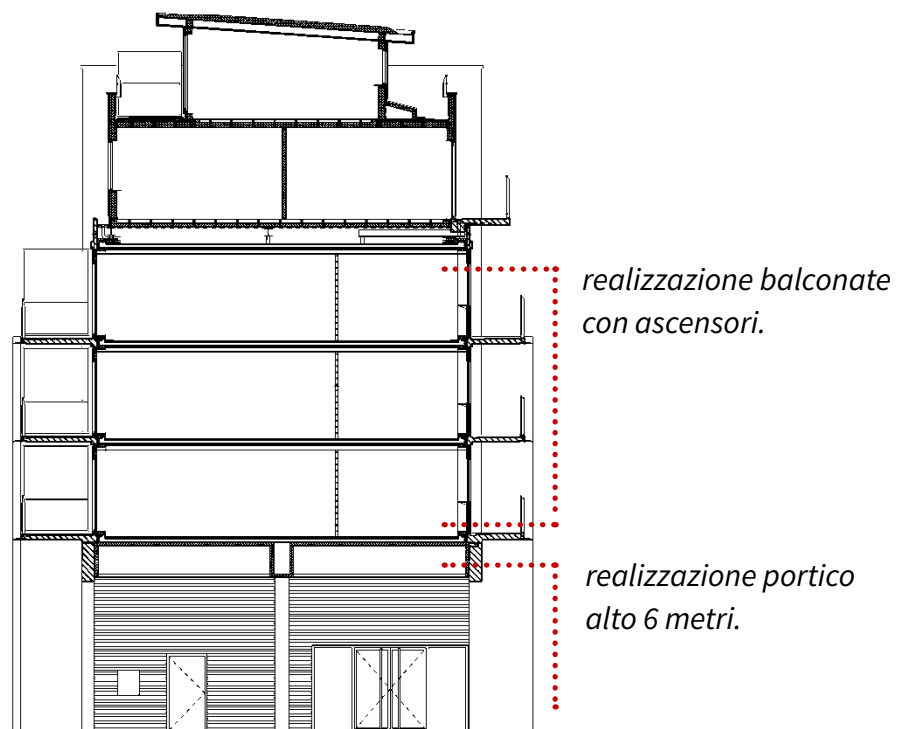 realizzazione balconate
con ascensori.
realizzazione portico
alto 6 metri.